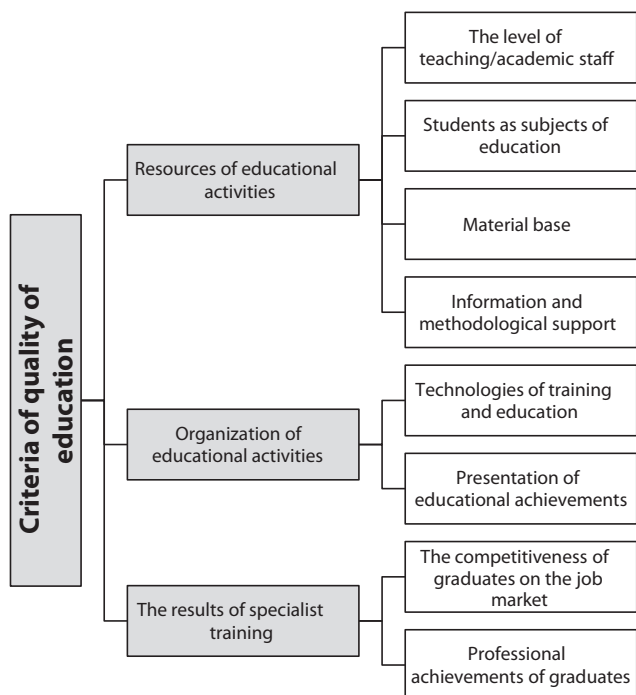 Criteria of quality of
education
Resources of educational
activities
The level of
teaching/academic staff
Students as subjects of
education
Material base
Information and
methodological support
Organization of
educational activities
Technologies of training
and education
Presentation of
educational achievements
The results of specialist
training
The competitiveness of
graduates on the job
market
Professional
achievements of graduates